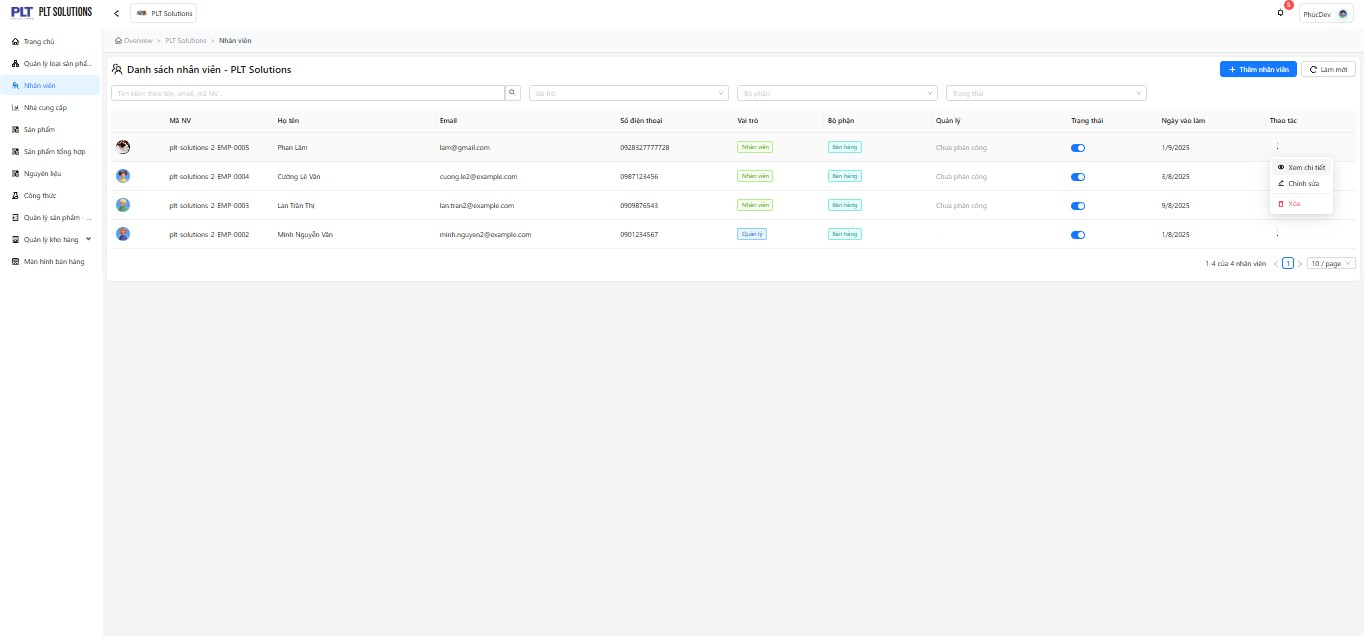 PLT PLT SOLUTIONS
PLT Solutions
5
PhúcDev
Trang chủ
Quản lý loại sản phẩ...
Nhân viên
Nhà cung cấp
Sản phẩm
Sản phẩm tổng hợp
Nguyên liệu
Công thức
Quản lý sản phẩm - ...
Quản lý kho hàng
Màn hình bán hàng
Overview > PLT Solutions > Nhân viên
Danh sách nhân viên - PLT Solutions
+ Thêm nhân viên
Làm mới
Tìm kiếm theo tên, email, mã NV...
Vai trò
Bộ phận
Trạng thái
Mã NV Họ tên Email Số điện thoại Vai trò Bộ phận Quản lý Trạng thái Ngày vào làm Thao tác
plt-solutions-2-EMP-0005 Phan Lâm lam@gmail.com 0928327777728 Nhân viên Bán hàng Chưa phân công 1/9/2025
plt-solutions-2-EMP-0004 Cường Lê Văn cuong.le2@example.com 0987123456 Nhân viên Bán hàng Chưa phân công 3/8/2025
plt-solutions-2-EMP-0003 Lan Trần Thị lan.tran2@example.com 0909876543 Nhân viên Bán hàng Chưa phân công 9/8/2025
plt-solutions-2-EMP-0002 Minh Nguyễn Văn minh.nguyen2@example.com 0901234567 Quản lý Bán hàng - 1/8/2025
Xem chi tiết
Chỉnh sửa
Xóa
1-4 của 4 nhân viên < 1 > 10 / page